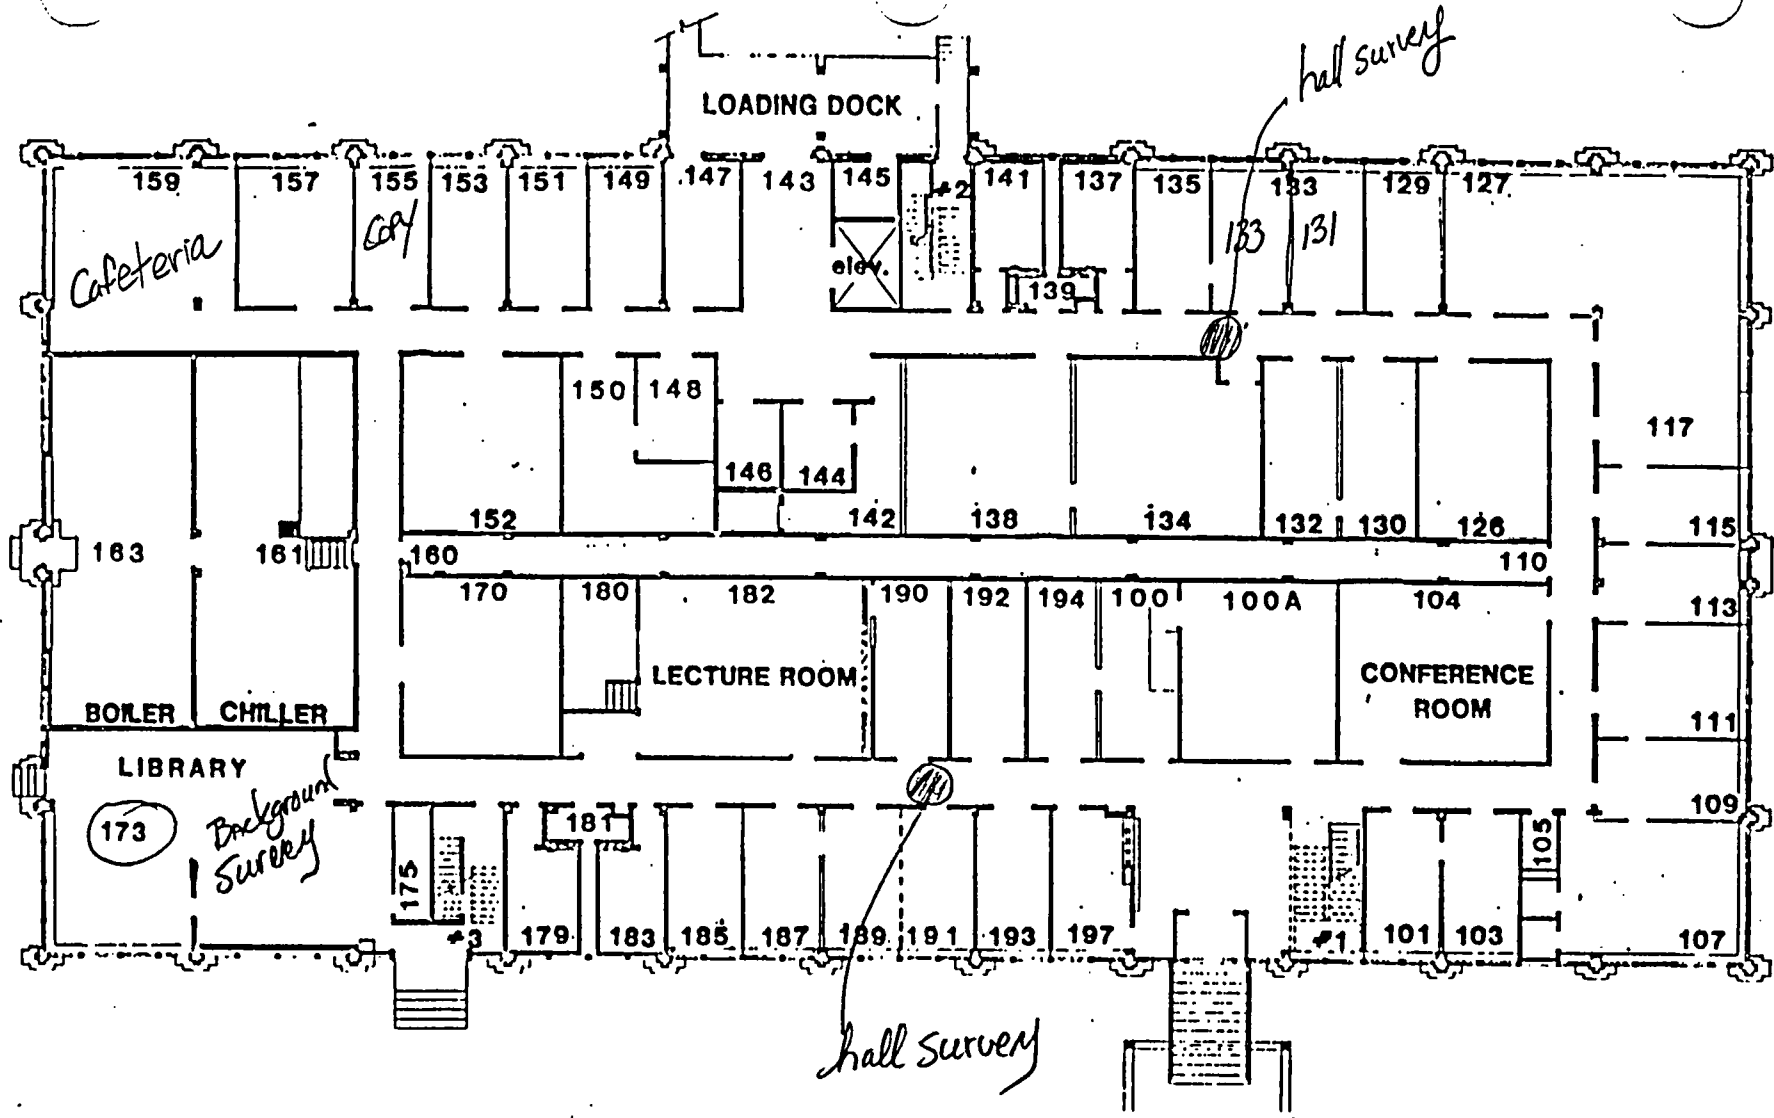 hall survey
LOADING DOCK
159 157 155 153 151 149 147 143 145 #2 141 137 135 133 129 127
Cafeteria
Copy
133 131
elev.
139
150 148
117
146 144
152 142 138 134 132 130 126 115
163 161 160 110
170 180 182 190 192 194 100 100A 104 113
LECTURE ROOM
CONFERENCE
ROOM
BOILER CHILLER
111
LIBRARY
109
173
Background
Survey
181
175
105
#3 179 183 185 187 189 191 193 197 #1 101 103 107
hall survey